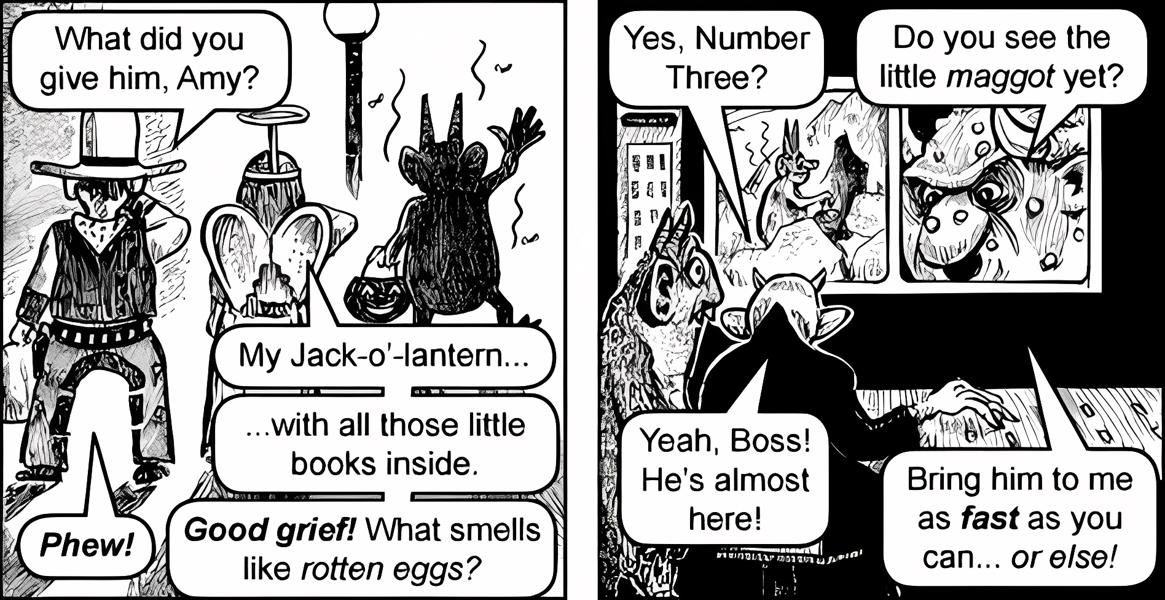 What did you
give him, Amy?
My Jack-o'-lantern...
...with all those little
books inside.
Phew!
Good grief! What smells
like rotten eggs?
Yes, Number
Three?
Do you see the
little maggot yet?
Yeah, Boss!
He's almost
here!
Bring him to me
as fast as you
can... or else!